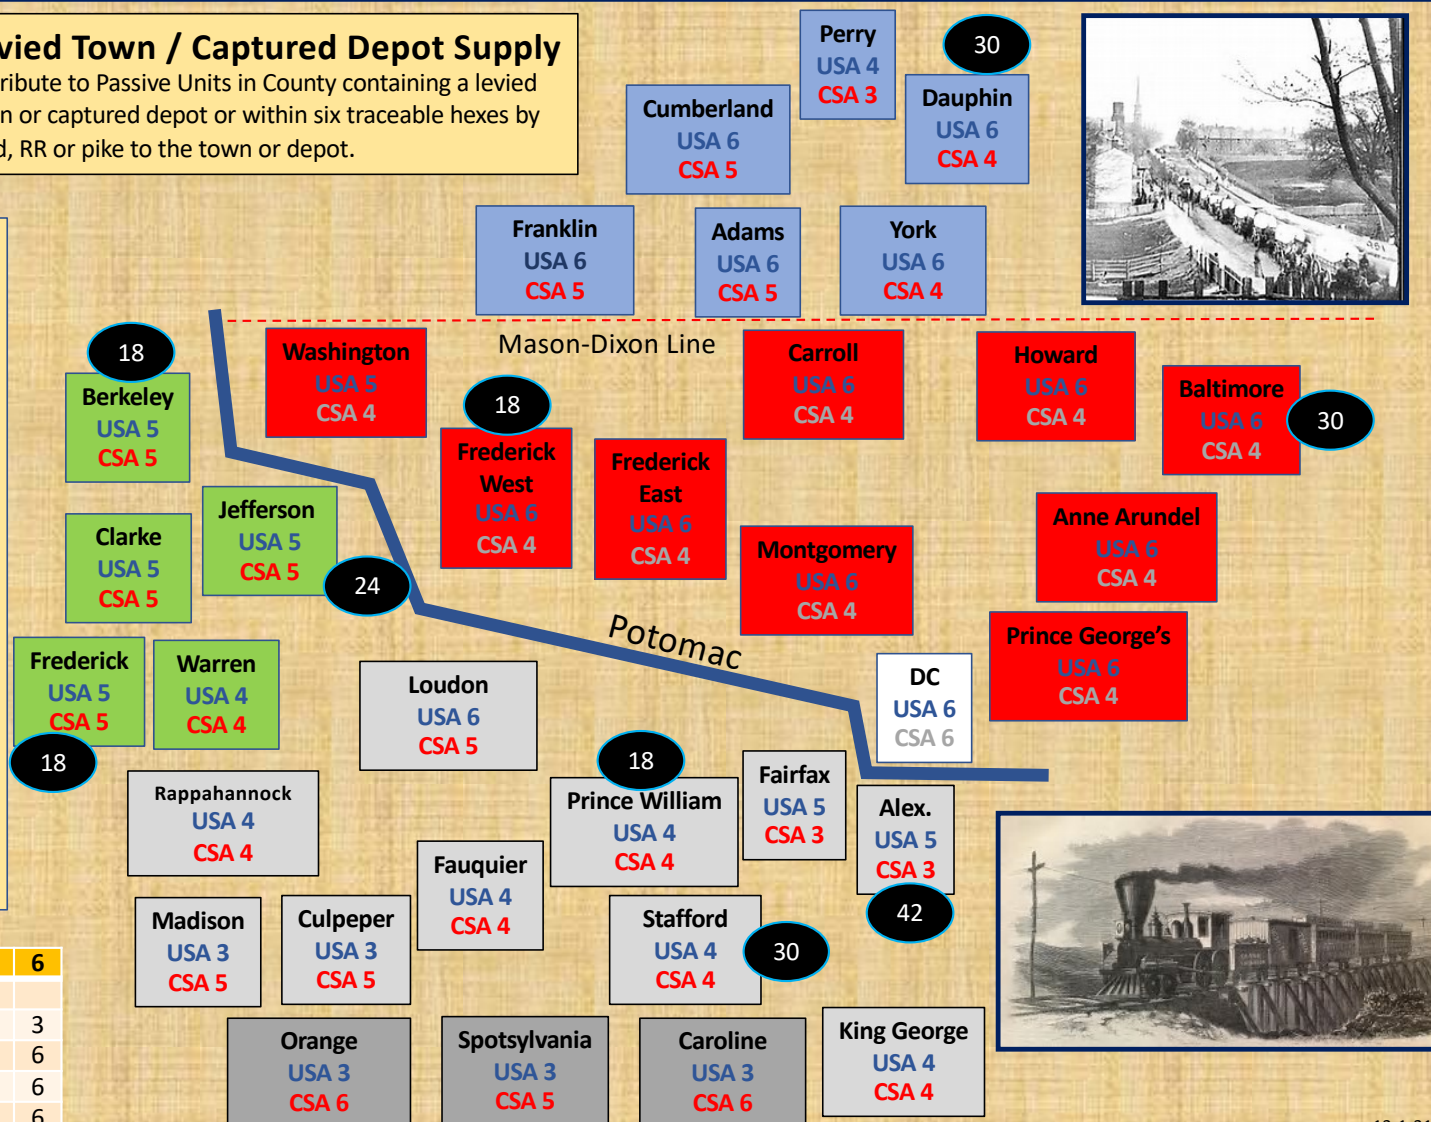 vied Town / Captured Depot Supply
tribute to Passive Units in County containing a levied
n or captured depot or within six traceable hexes by
d, RR or pike to the town or depot.
Perry
USA 4
CSA 3
30
Dauphin
USA 6
CSA 4
Cumberland
USA 6
CSA 5
Franklin
USA 6
CSA 5
Adams
USA 6
CSA 5
York
USA 6
CSA 4
Mason-Dixon Line
18
Berkeley
USA 5
CSA 5
Washington
USA 5
CSA 4
18
Frederick
West
USA 6
CSA 4
Frederick
East
USA 6
CSA 4
Carroll
USA 6
CSA 4
Howard
USA 6
CSA 4
Baltimore
USA 6
CSA 4
30
Clarke
USA 5
CSA 5
Jefferson
USA 5
CSA 5
24
Montgomery
USA 6
CSA 4
Anne Arundel
USA 6
CSA 4
Potomac
Prince George's
USA 6
CSA 4
Frederick
USA 5
CSA 5
18
Warren
USA 4
CSA 4
Loudon
USA 6
CSA 5
DC
USA 6
CSA 6
Rappahannock
USA 4
CSA 4
18
Prince William
USA 4
CSA 4
Fairfax
USA 5
CSA 3
Alex.
USA 5
CSA 3
42
Fauquier
USA 4
CSA 4
Madison
USA 3
CSA 5
Culpeper
USA 3
CSA 5
Stafford
USA 4
CSA 4
30
Orange
USA 3
CSA 6
Spotsylvania
USA 3
CSA 5
Caroline
USA 3
CSA 6
King George
USA 4
CSA 4
6
3
6
6
6